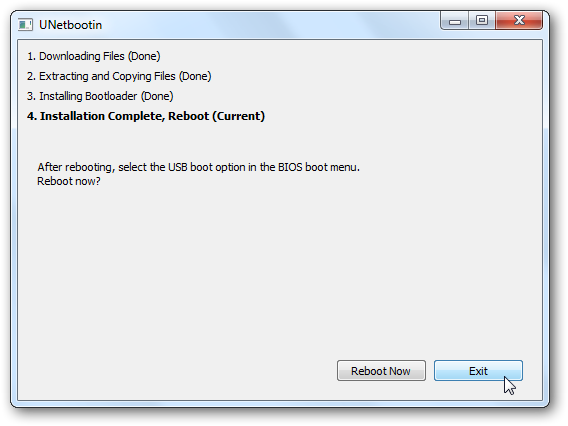 UNetbootin
1. Downloading Files (Done)
2. Extracting and Copying Files (Done)
3. Installing Bootloader (Done)
4. Installation Complete, Reboot (Current)
After rebooting, select the USB boot option in the BIOS boot menu.
Reboot now?
Reboot Now
Exit